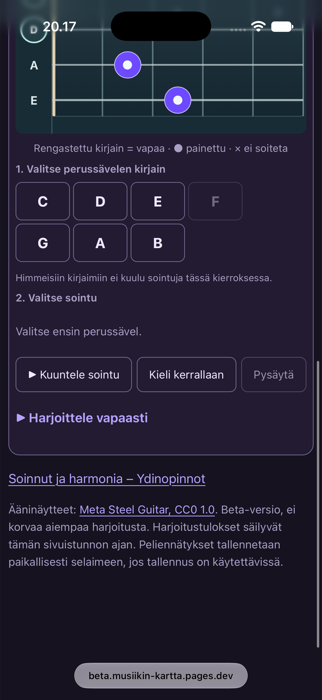 20.17
D
A
E
Rengastettu kirjain = vapaa · ● painettu · × ei soiteta
1. Valitse perussävelen kirjain
C D E F
G A B
Himmeisiin kirjaimiin ei kuulu sointuja tässä kierroksessa.
2. Valitse sointu
Valitse ensin perussävel.
▶ Kuuntele sointu Kieli kerrallaan Pysäytä
▶ Harjoittele vapaasti
Soinnut ja harmonia – Ydinopinnot
Ääninäytteet: Meta Steel Guitar, CC0 1.0. Beta-versio, ei
korvaa aiempaa harjoitusta. Harjoitustulokset säilyvät
tämän sivuistunnon ajan. Peliennätykset tallennetaan
paikallisesti selaimeen, jos tallennus on käytettävissä.
beta.musiikin-kartta.pages.dev